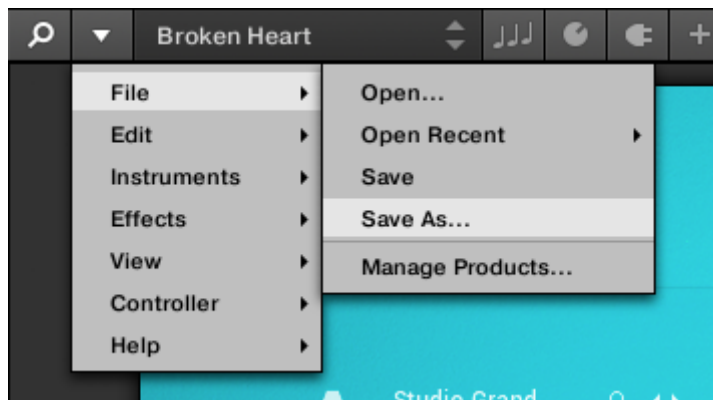 Broken Heart
File
Edit
Instruments
Effects
View
Controller
Help
Open...
Open Recent
Save
Save As...
Manage Products...
Studio Grand